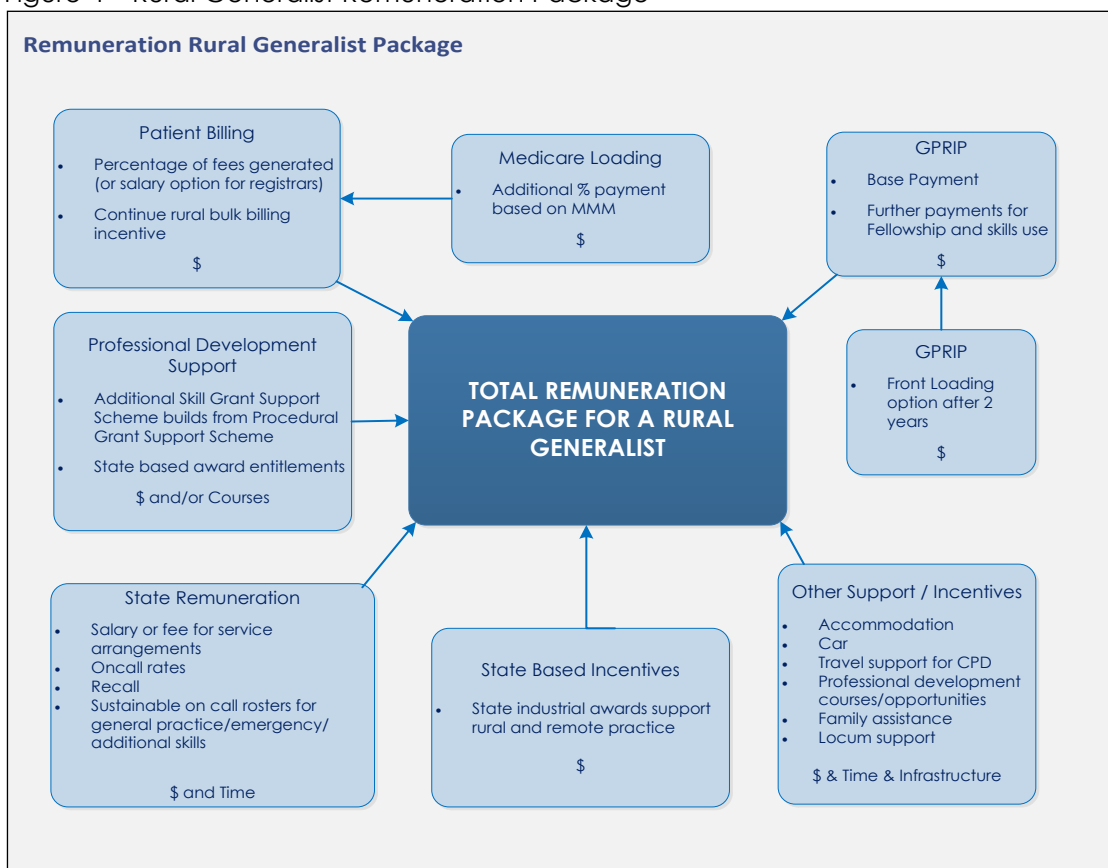 Figure 4 - Rural Generalist Remuneration Package
Remuneration Rural Generalist Package
Patient Billing
• Percentage of fees generated
(or salary option for registrars)
• Continue rural bulk billing
incentive
$
Medicare Loading
• Additional % payment
based on MMM
$
GPRIP
• Base Payment
• Further payments for
Fellowship and skills use
$
Professional Development
Support
• Additional Skill Grant Support
Scheme builds from Procedural
Grant Support Scheme
• State based award entitlements
$ and/or Courses
TOTAL REMUNERATION
PACKAGE FOR A RURAL
GENERALIST
GPRIP
• Front Loading
option after 2
years
$
State Remuneration
• Salary or fee for service
arrangements
• Oncall rates
• Recall
• Sustainable on call rosters for
general practice/emergency/
additional skills
$ and Time
State Based Incentives
• State industrial awards support
rural and remote practice
$
Other Support / Incentives
• Accommodation
• Car
• Travel support for CPD
• Professional development
courses/opportunities
• Family assistance
• Locum support
$ & Time & Infrastructure